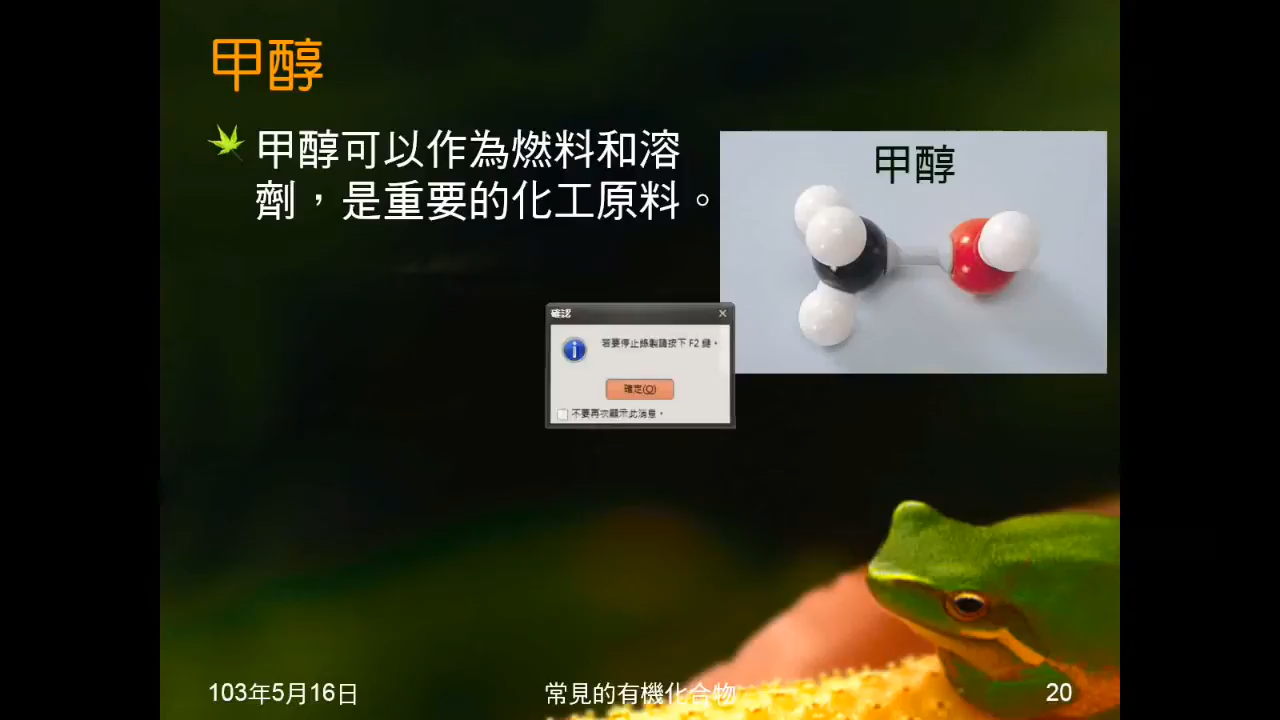 甲醇
甲醇可以作為燃料和溶
劑，是重要的化工原料。
甲醇
確認
若要停止錄製請按下 F2 鍵。
確定(O)
不要再次顯示此消息。
103年5月16日
常見的有機化合物
20